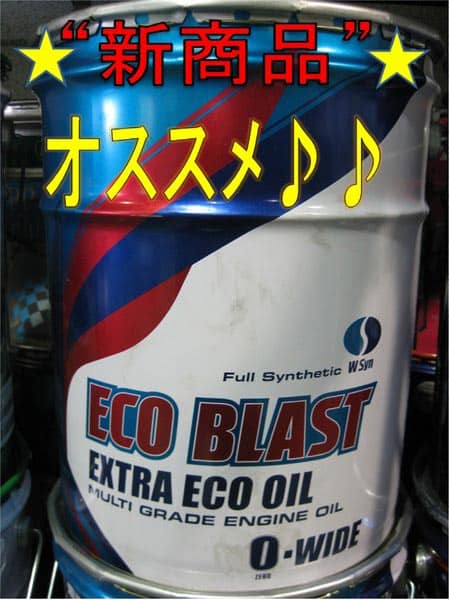 ★“新商品”★
オススメ♪♪
W Syn
Full Synthetic
ECO BLAST
EXTRA ECO OIL
MULTI GRADE ENGINE OIL
0-WIDE
ZERO